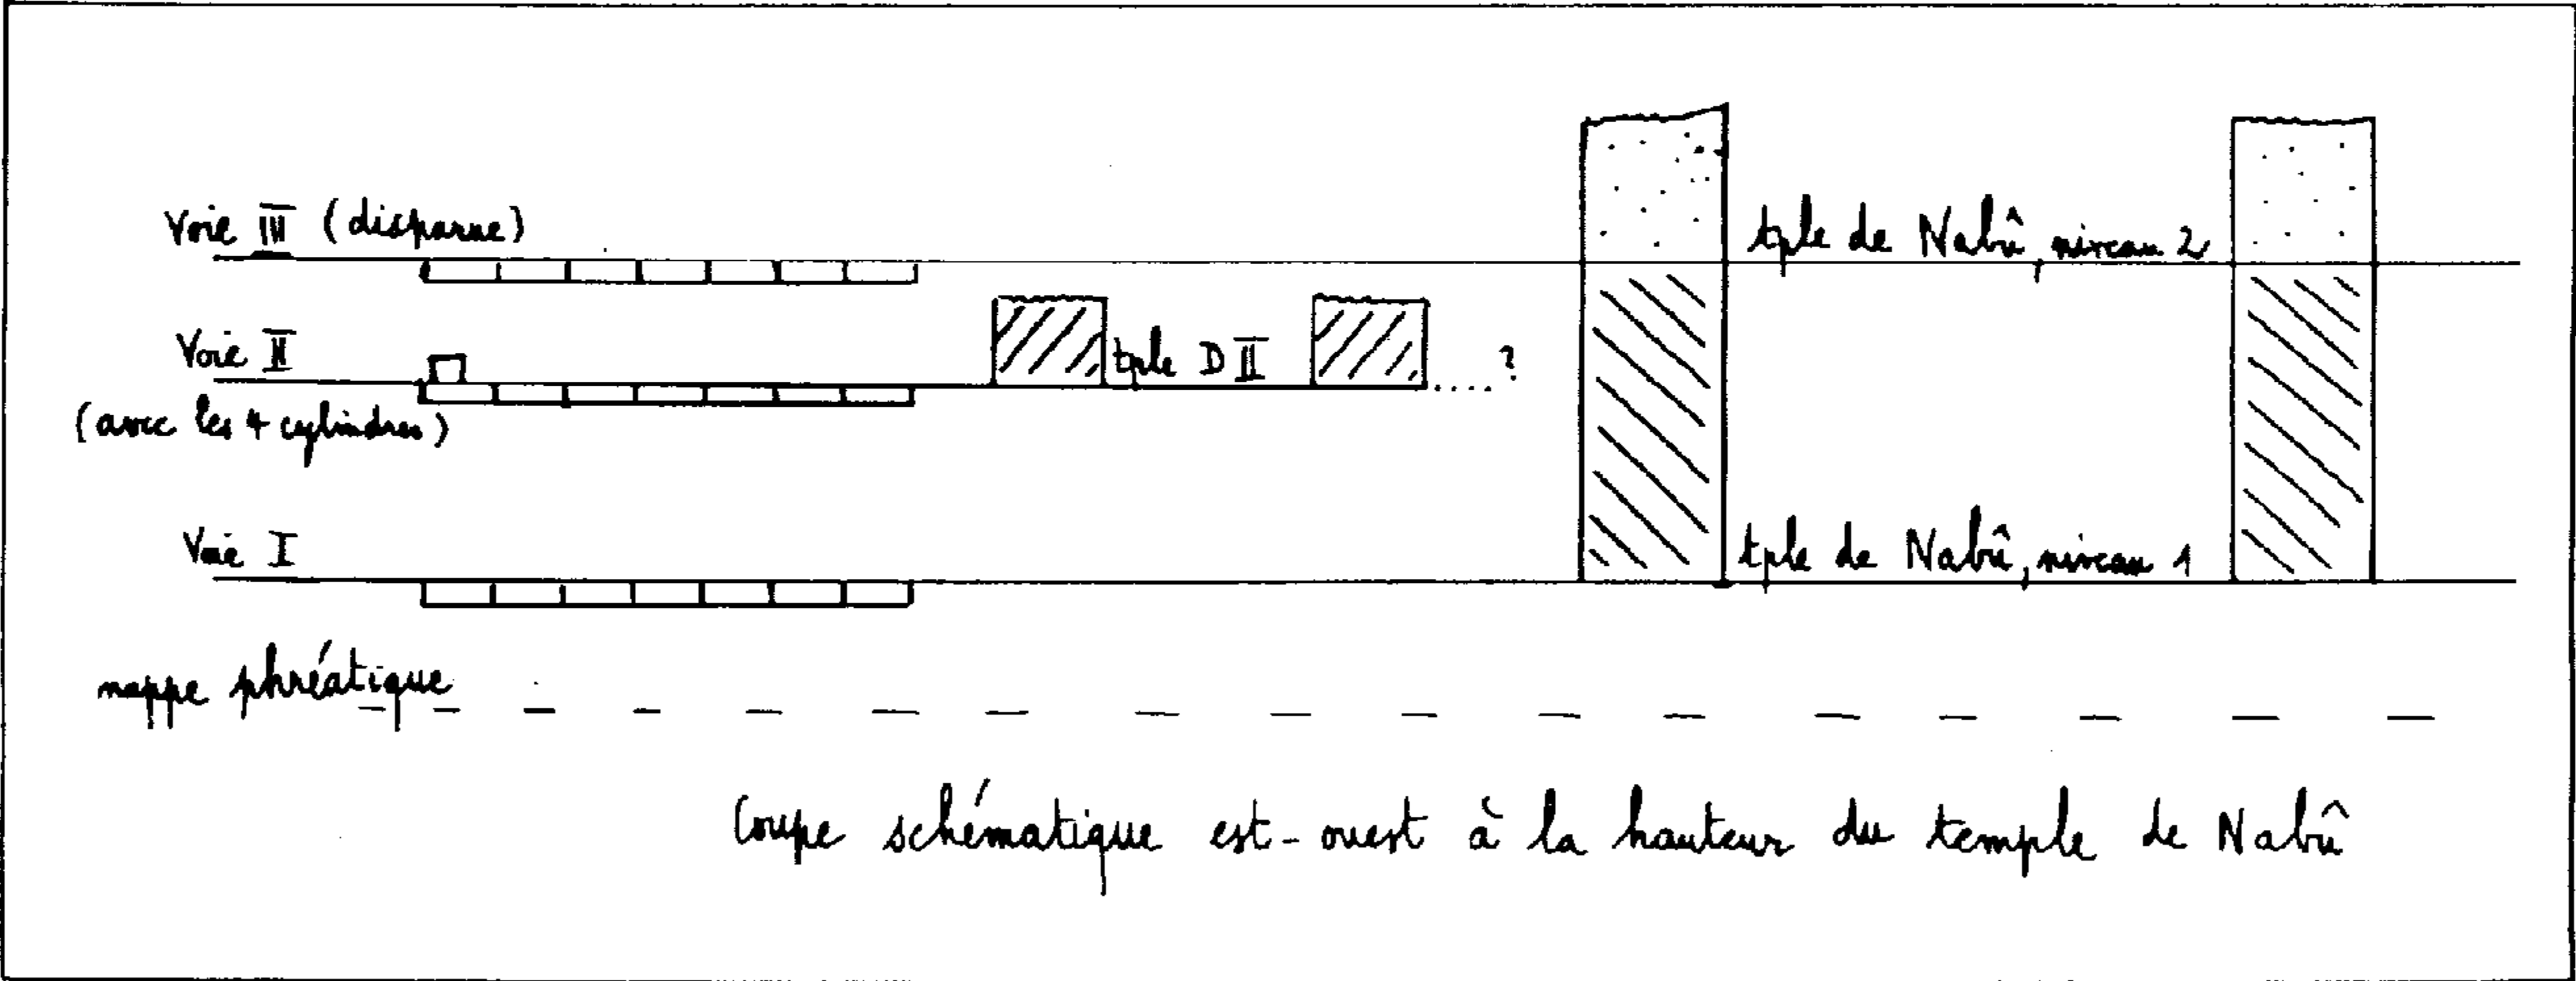 Voie III (disparue)
tple de Nabû, niveau 2
Voie II
tple D II
....?
(avec les 4 cylindres)
Voie I
tple de Nabû, niveau 1
nappe phréatique
Coupe schématique est-ouest à la hauteur du temple de Nabû